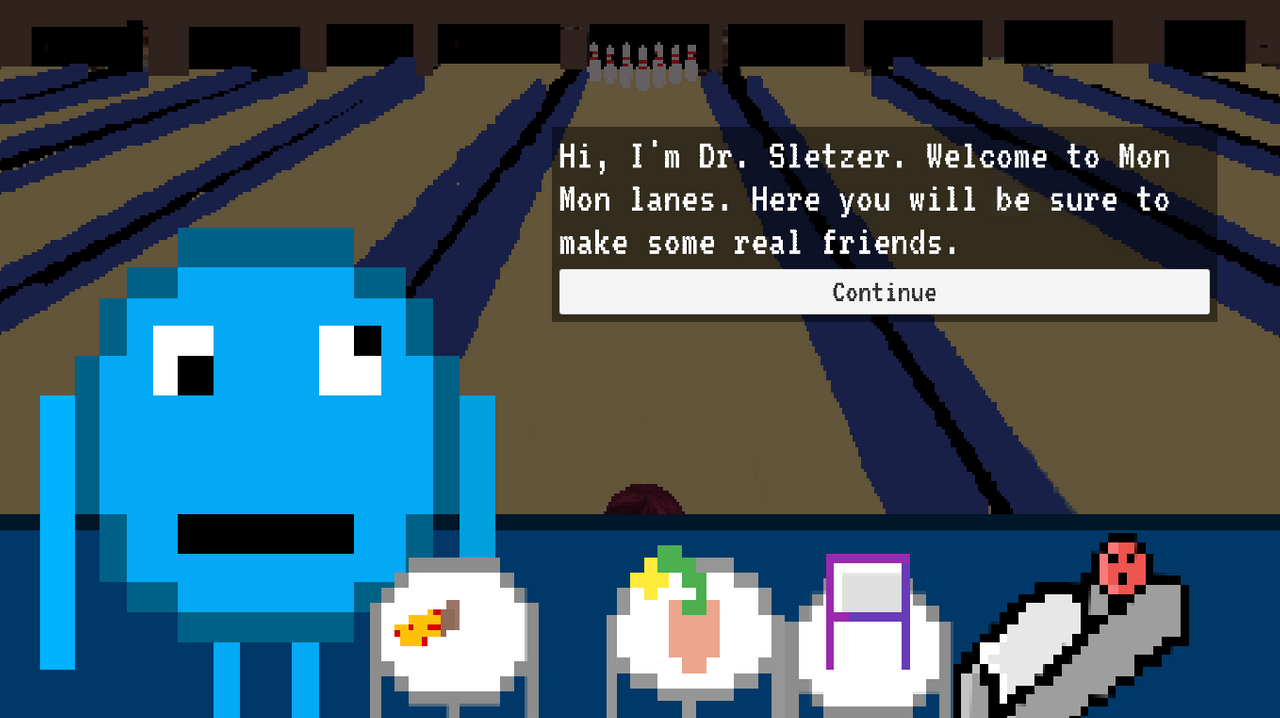 Hi, I'm Dr. Sletzer. Welcome to Mon
Mon lanes. Here you will be sure to
make some real friends.
Continue